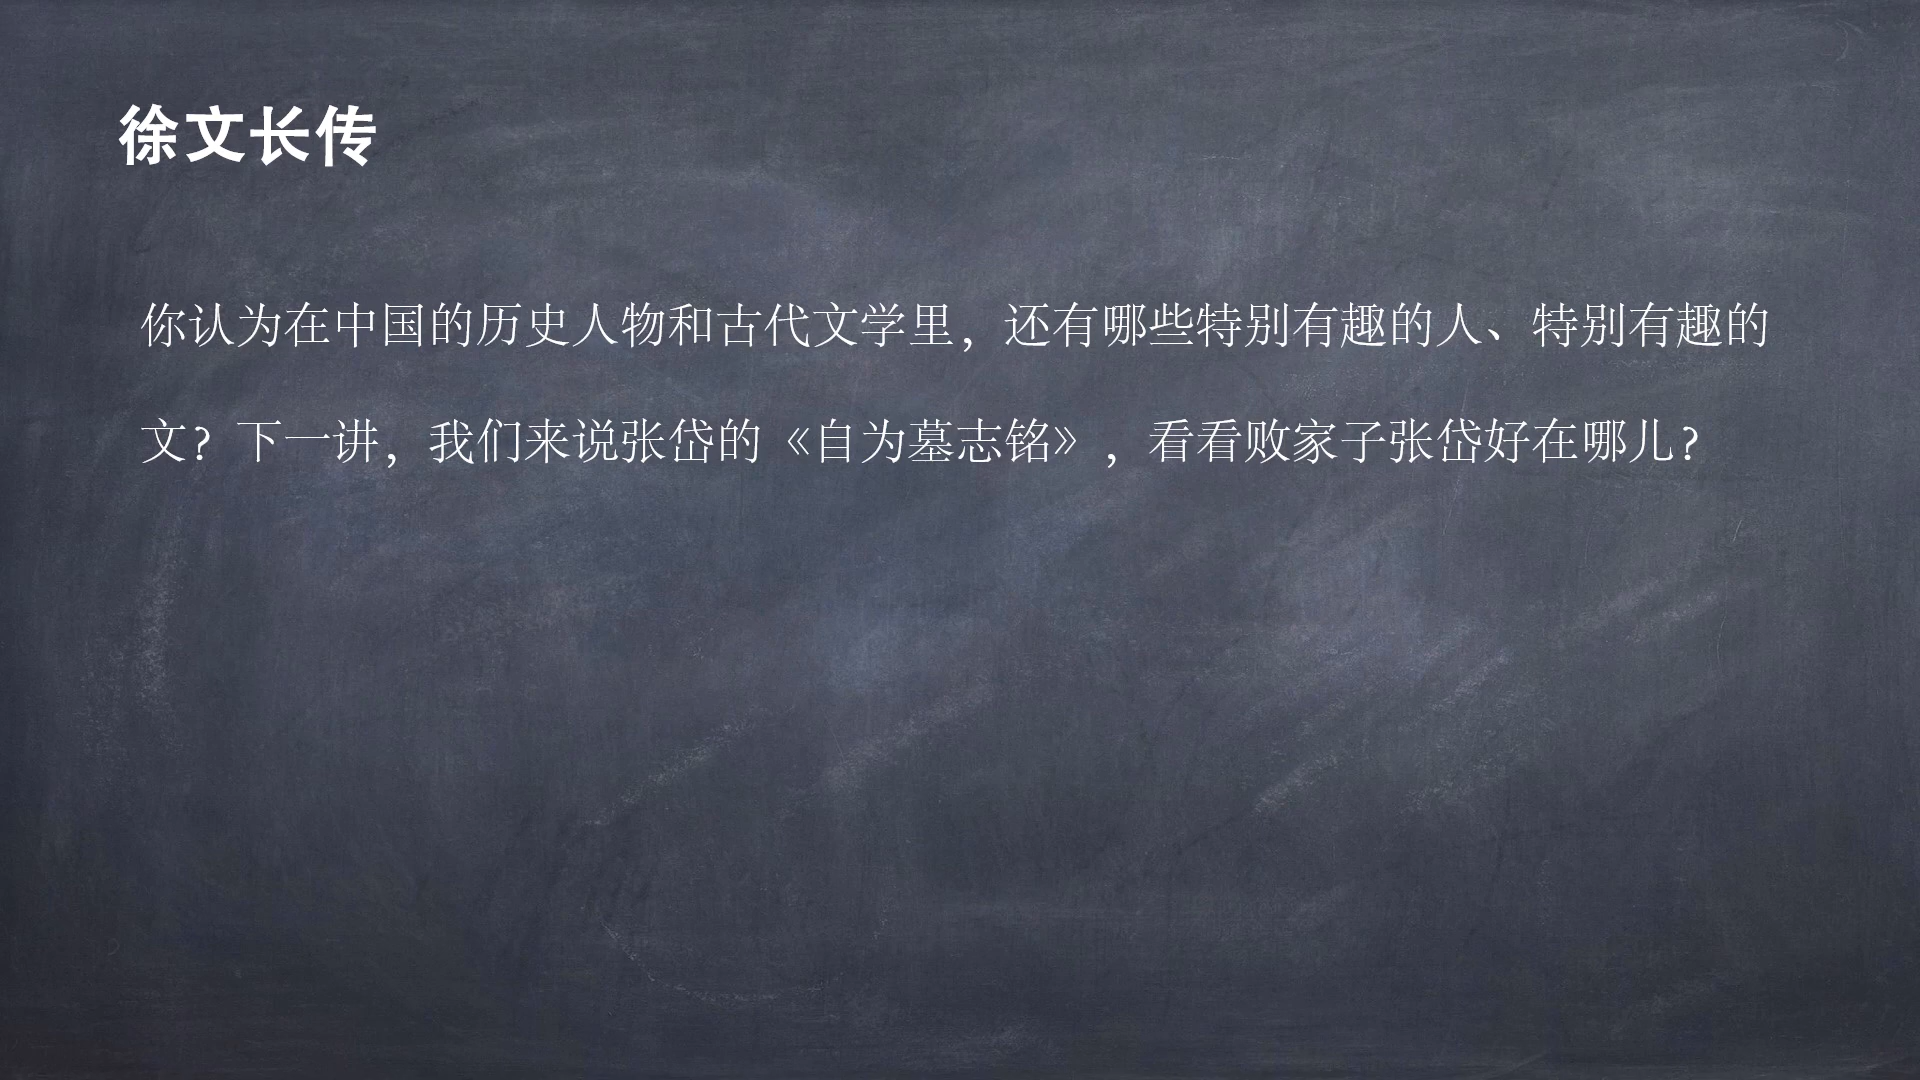 徐文长传
你认为在中国的历史人物和古代文学里，还有哪些特别有趣的人、特别有趣的
文？下一讲，我们来说张岱的《自为墓志铭》，看看败家子张岱好在哪儿？